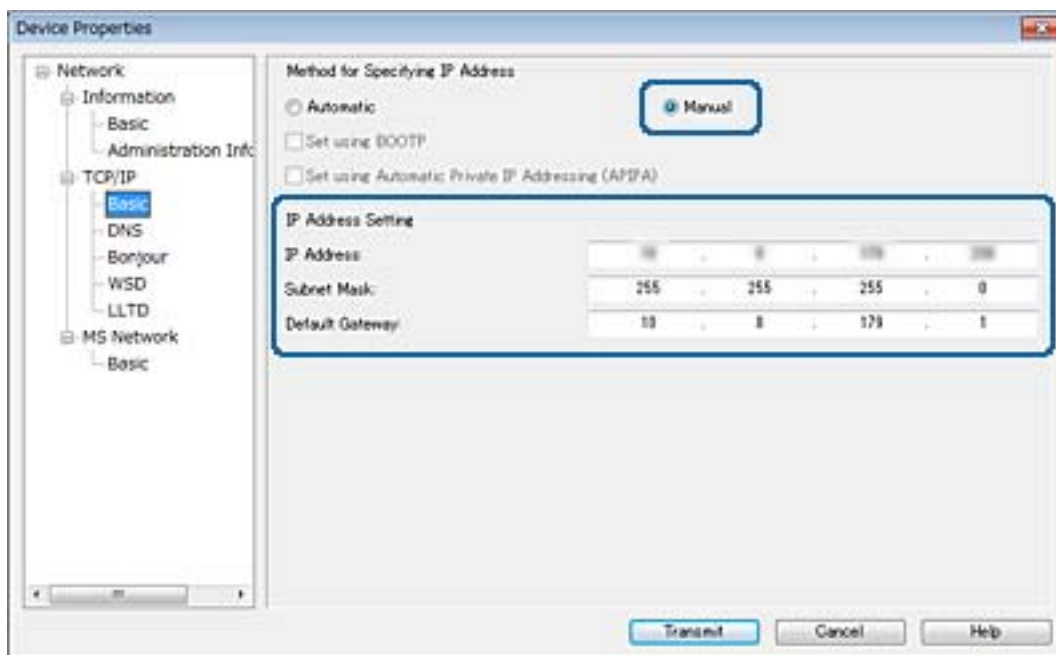 Device Properties
Network
Information
Basic
Administration Info
TCP/IP
Basic
DNS
Bonjour
WSD
LLTD
MS Network
Basic
Method for Specifying IP Address
Automatic
Manual
Set using BOOTP
Set using Automatic Private IP Addressing (APIPA)
IP Address Setting
IP Address:
Subnet Mask: 255 . 255 . 255 . 0
Default Gateway: 10 . 8 . 179 . 1
Transmit Cancel Help